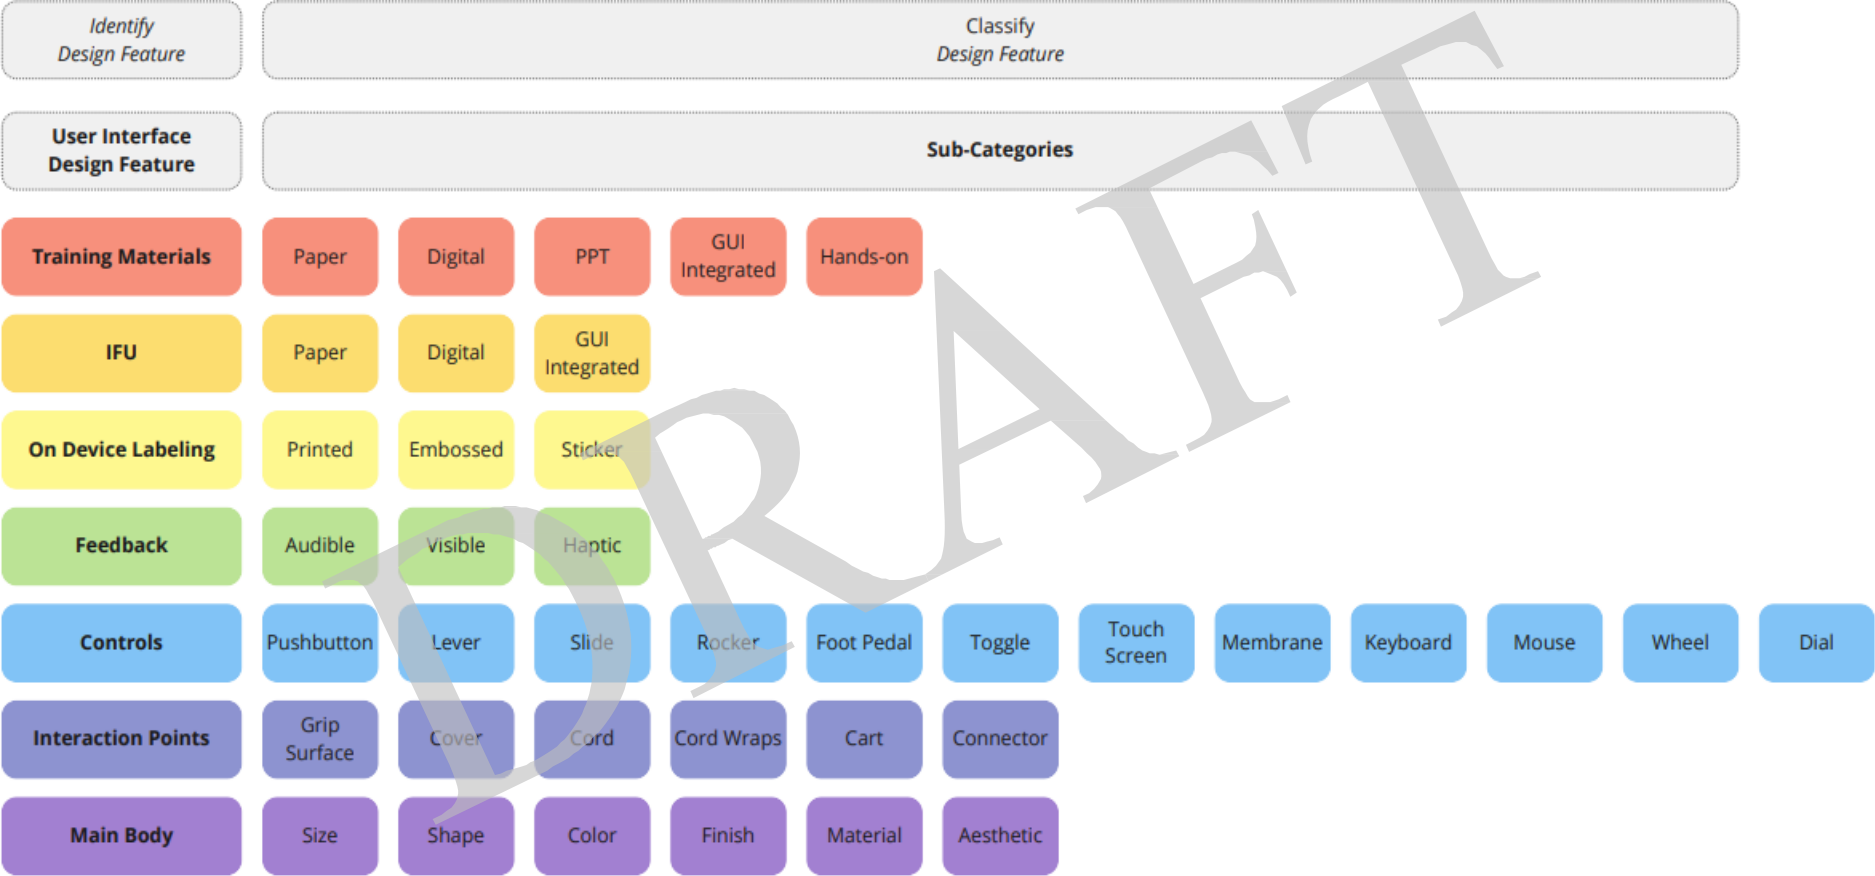 Identify
Design Feature
Classify
Design Feature
User Interface
Design Feature
Sub-Categories
Training Materials
Paper
Digital
PPT
GUI
Integrated
Hands-on
IFU
Paper
Digital
GUI
Integrated
On Device Labeling
Printed
Embossed
Sticker
Feedback
Audible
Visible
Haptic
Controls
Pushbutton
Lever
Slide
Rocker
Foot Pedal
Toggle
Touch
Screen
Membrane
Keyboard
Mouse
Wheel
Dial
Interaction Points
Grip
Surface
Cover
Cord
Cord Wraps
Cart
Connector
Main Body
Size
Shape
Color
Finish
Material
Aesthetic
DRAFT